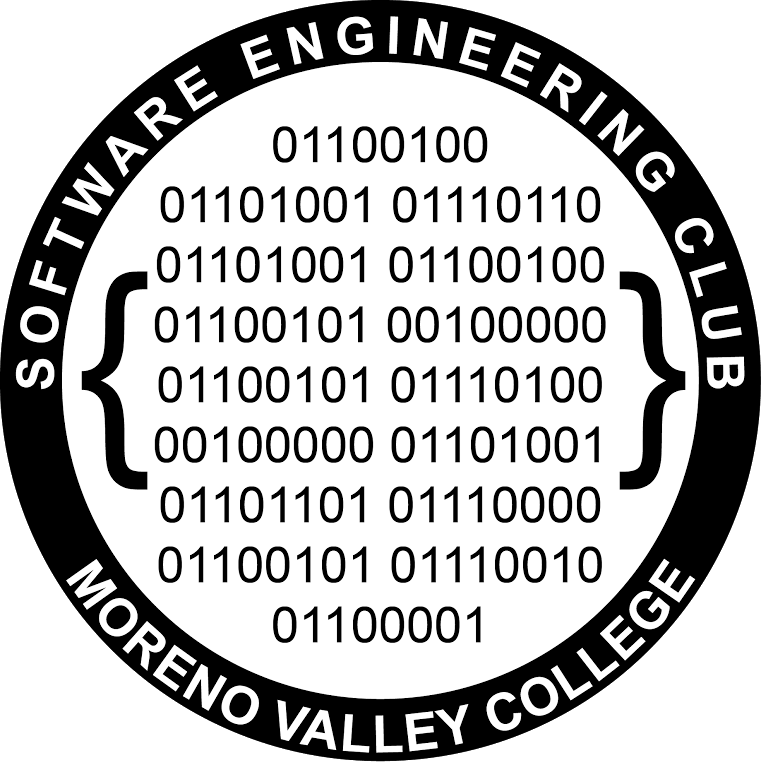 SOFTWARE ENGINEERING CLUB
01100100
01101001 01110110
01101001 01100100
{ 01100101 00100000 }
01100101 01110100
00100000 01101001
01101101 01110000
01100101 01110010
01100001
MORENO VALLEY COLLEGE